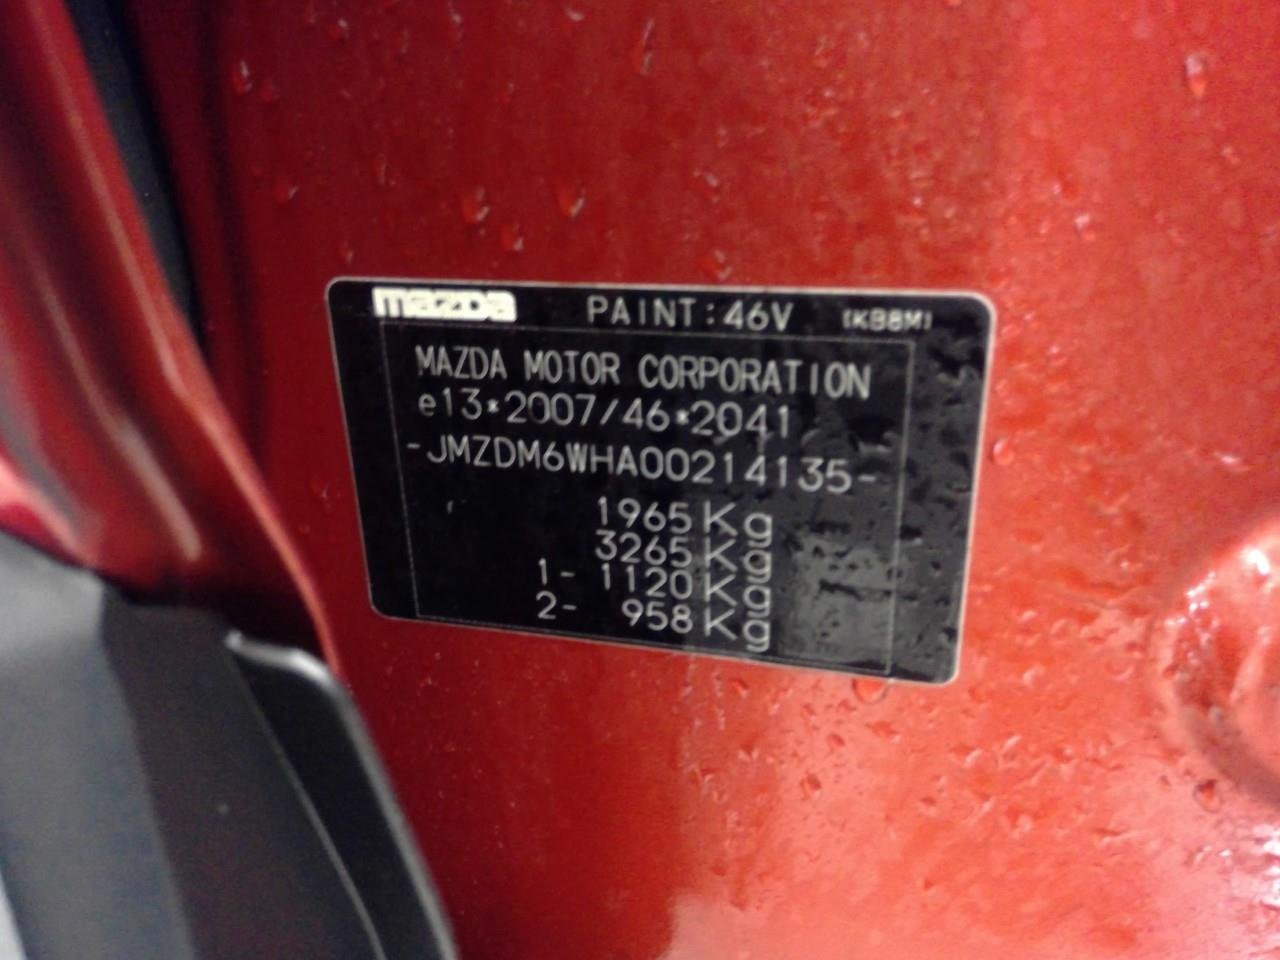 mazda PAINT:46V (KB8M)
MAZDA MOTOR CORPORATION
e13*2007/46*2041
-JMZDM6WHA00214135-
1965Kg
3265Kg
1- 1120Kg
2- 958Kg